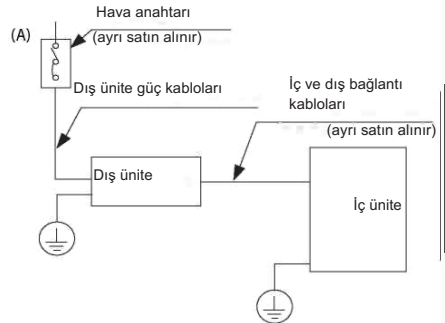 Hava anahtarı
(A)
(ayrı satın alınır)
Dış ünite güç kabloları
İç ve dış bağlantı
kabloları
(ayrı satın alınır)
Dış ünite
İç ünite